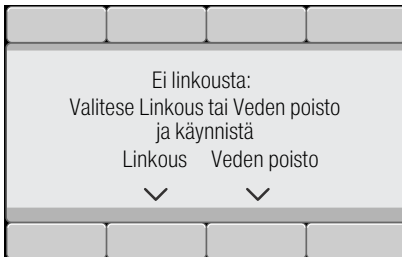 Ei linkousta:
Valitese Linkous tai Veden poisto
ja käynnistä
Linkous Veden poisto